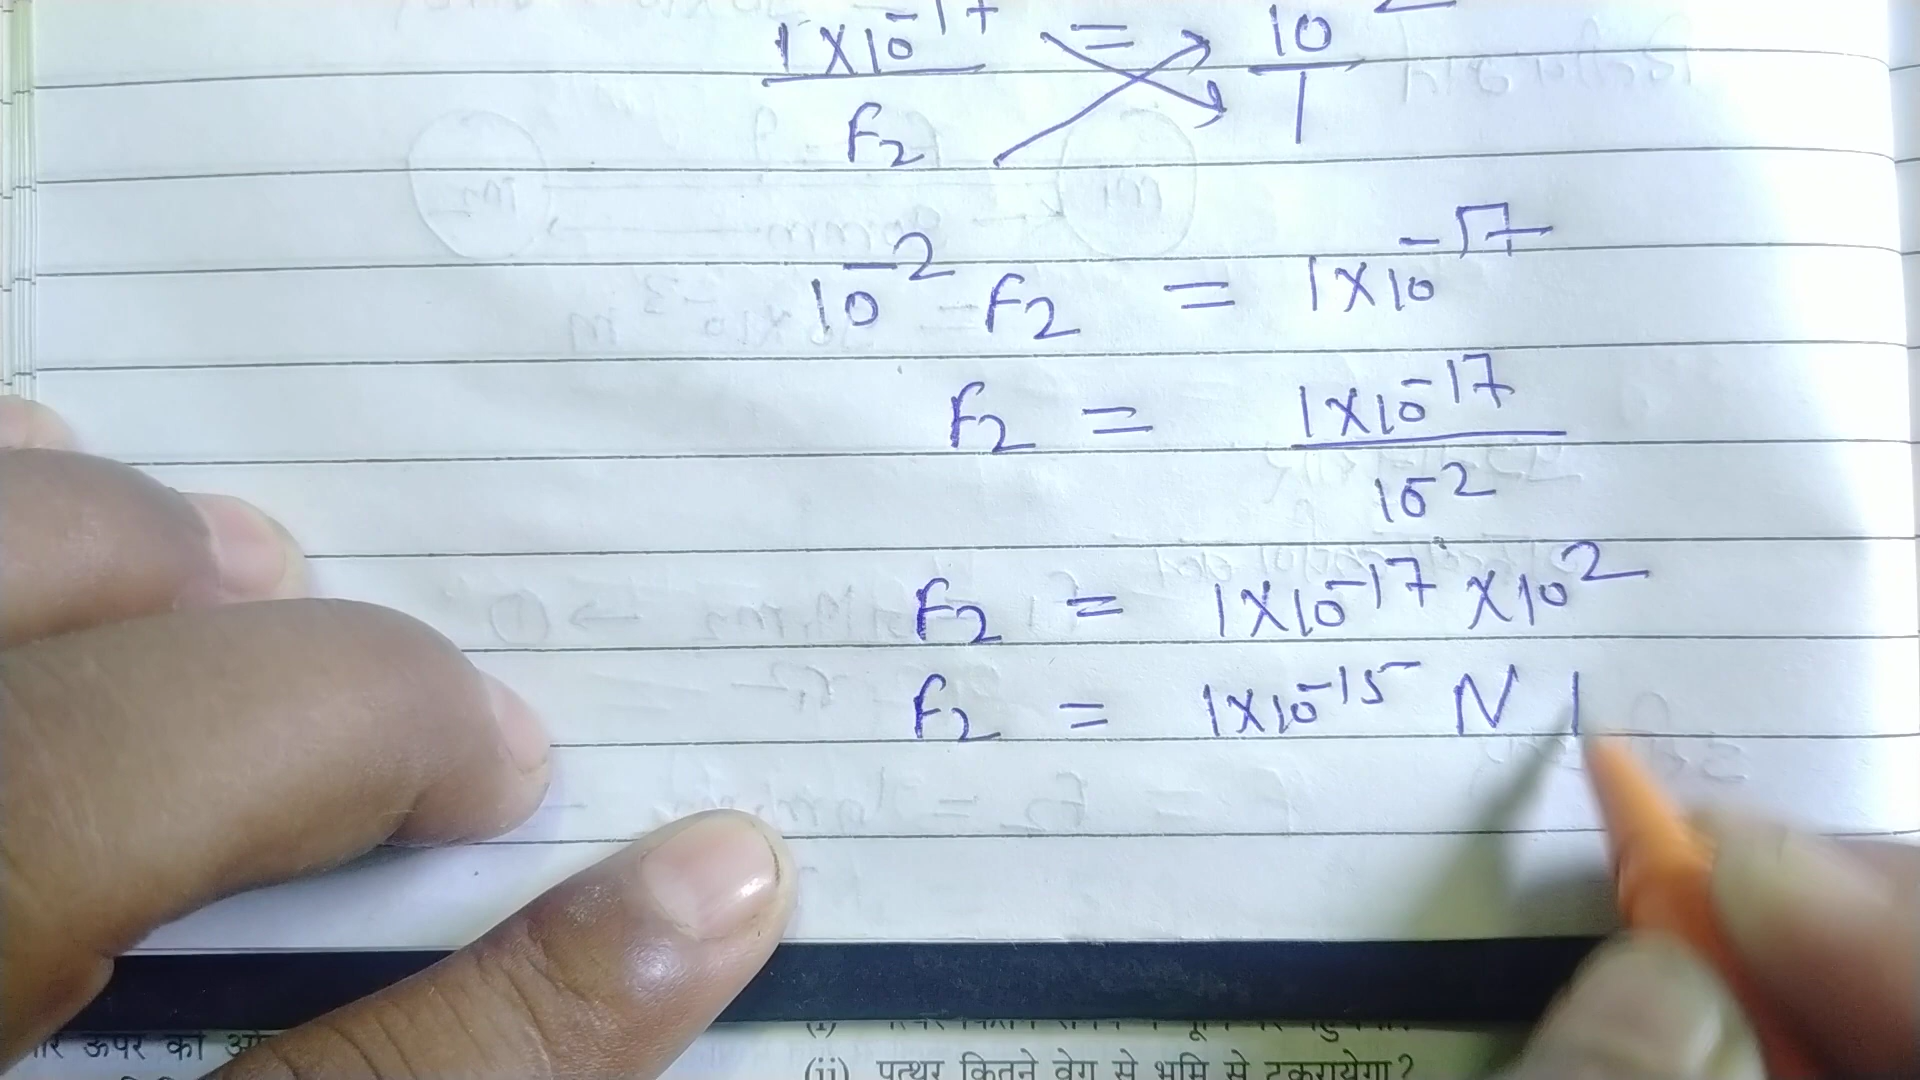 1×10⁻¹⁷ = 10⁻²
F₂ 1
10⁻² F₂ = 1×10⁻¹⁷
F₂ = 1×10⁻¹⁷
10⁻²
F₂ = 1×10⁻¹⁷ ×10²
F₂ = 1×10⁻¹⁵ N
ऊपर की
(ii) पत्थर कितने वेग से भूमि से टकरायेगा?